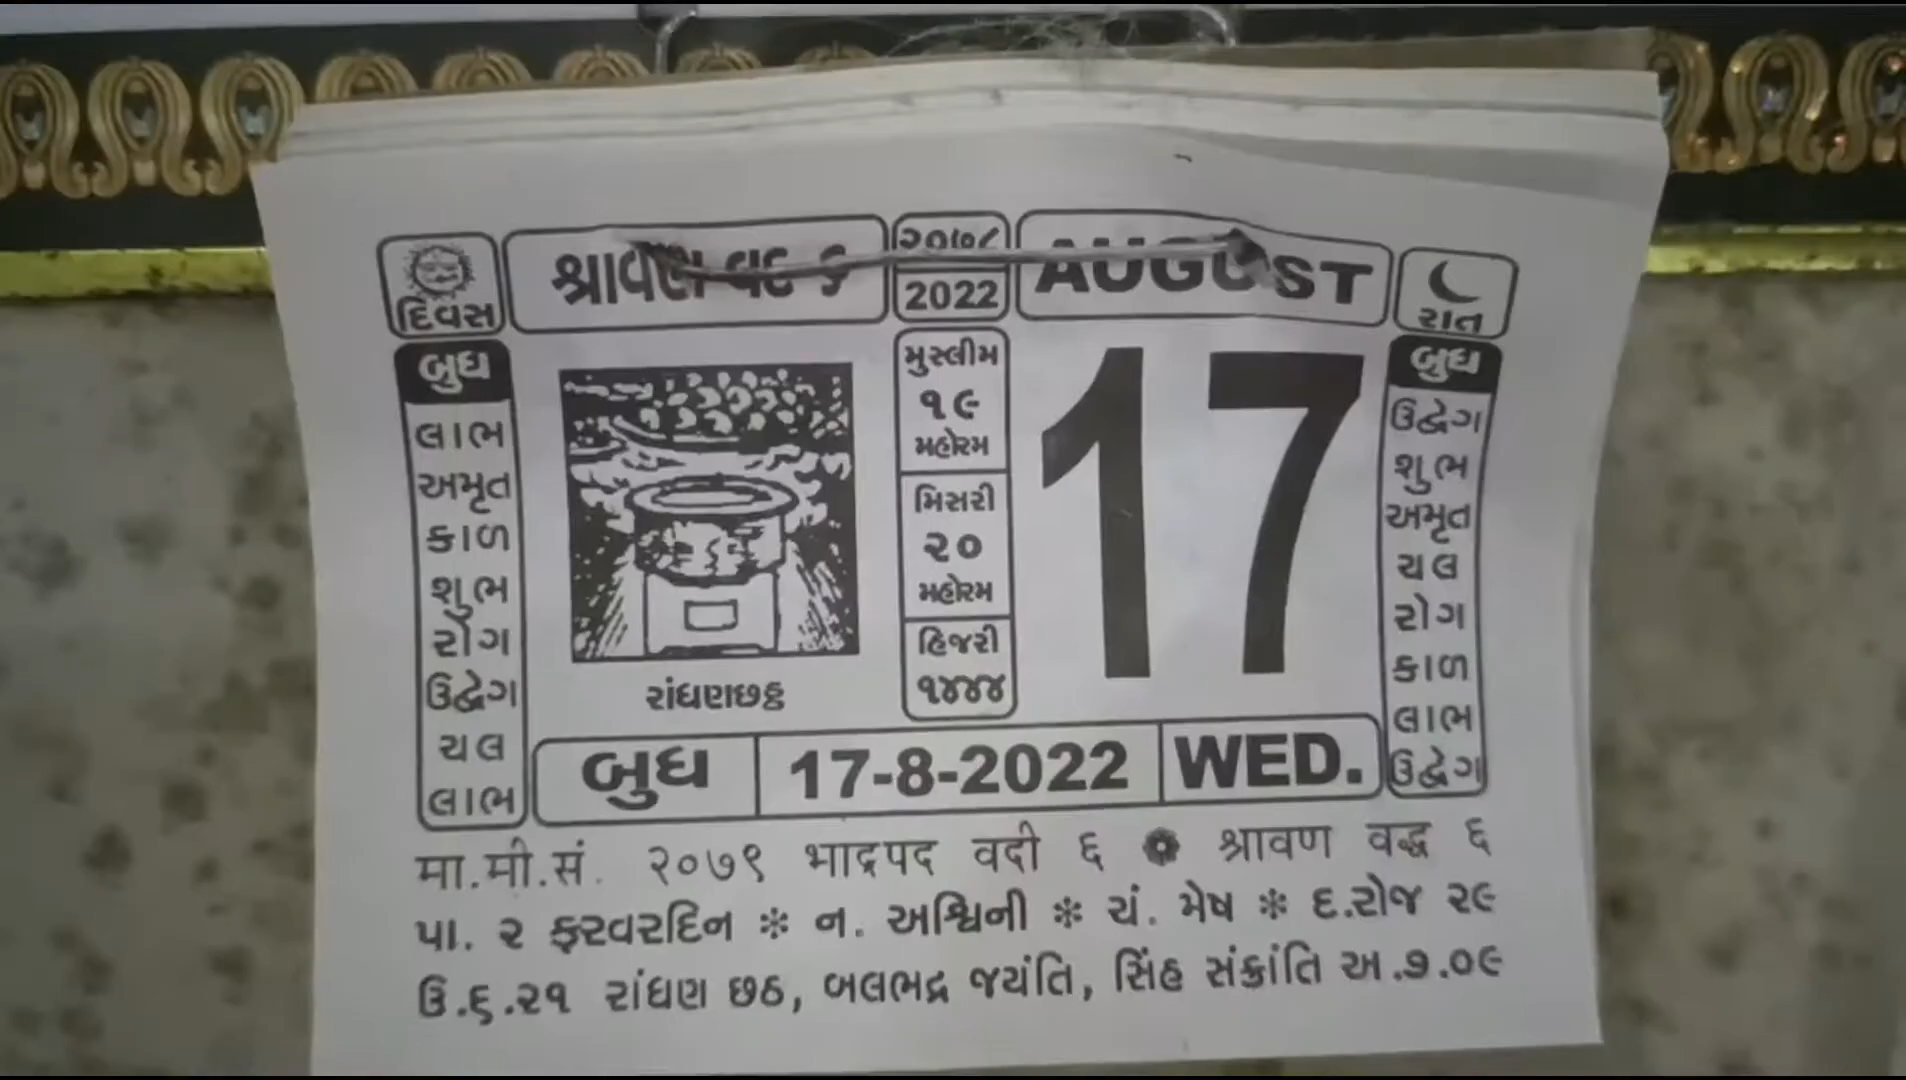 દિવસ
શ્રાવણ વદ ૬
૨૦૭૮
2022
AUGUST
રાત
બુધ
લાભ
અમૃત
કાળ
શુભ
રોગ
ઉદ્વેગ
ચલ
લાભ
રાંધણછઠ્ઠ
મુસ્લીમ
૧૯
મહોરમ
મિસરી
૨૦
મહોરમ
હિજરી
૧૪૪૪
17
બુધ
ઉદ્વેગ
શુભ
અમૃત
ચલ
રોગ
કાળ
લાભ
ઉદ્વેગ
બુધ 17-8-2022 WED.
मा.मी.सं. २०७९ भाद्रपद वदी ६ श्रावण वद्ध ६
પા. ૨ ફરવરદિન * ન. અશ્વિની * ચં. મેષ * દ.રોજ ૨૯
ઉ.૬.૨૧ રાંધણ છઠ, બલભદ્ર જયંતિ, સિંહ સંક્રાંતિ અ.૭.૦૯